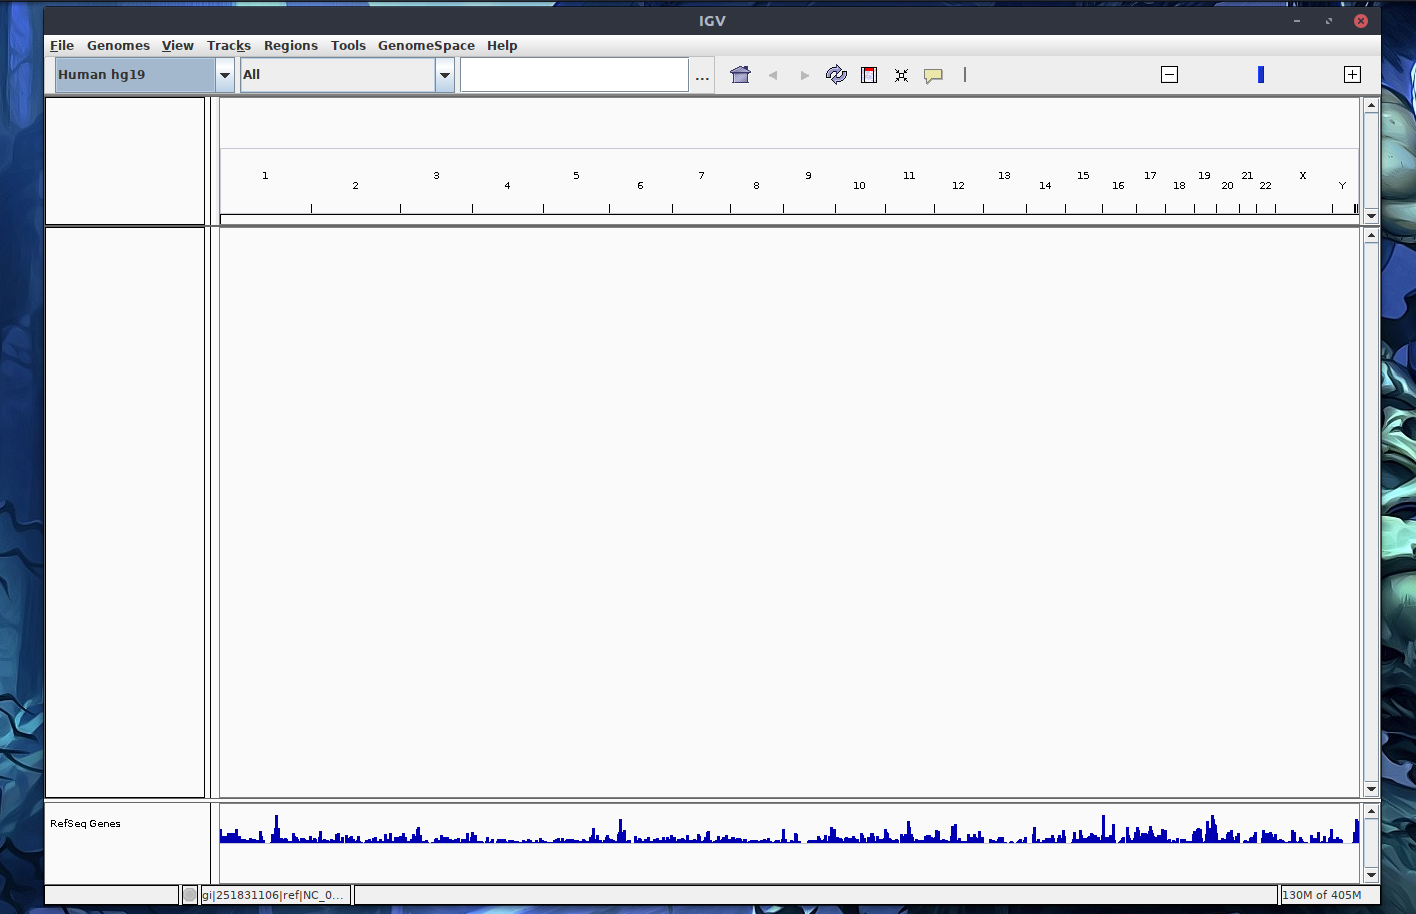 IGV
File Genomes View Tracks Regions Tools GenomeSpace Help
Human hg19 All ...
1 2 3 4 5 6 7 8 9 10 11 12 13 14 15 16 17 18 19 20 21 22 X Y
RefSeq Genes
gi|251831106|ref|NC_0... 130M of 405M